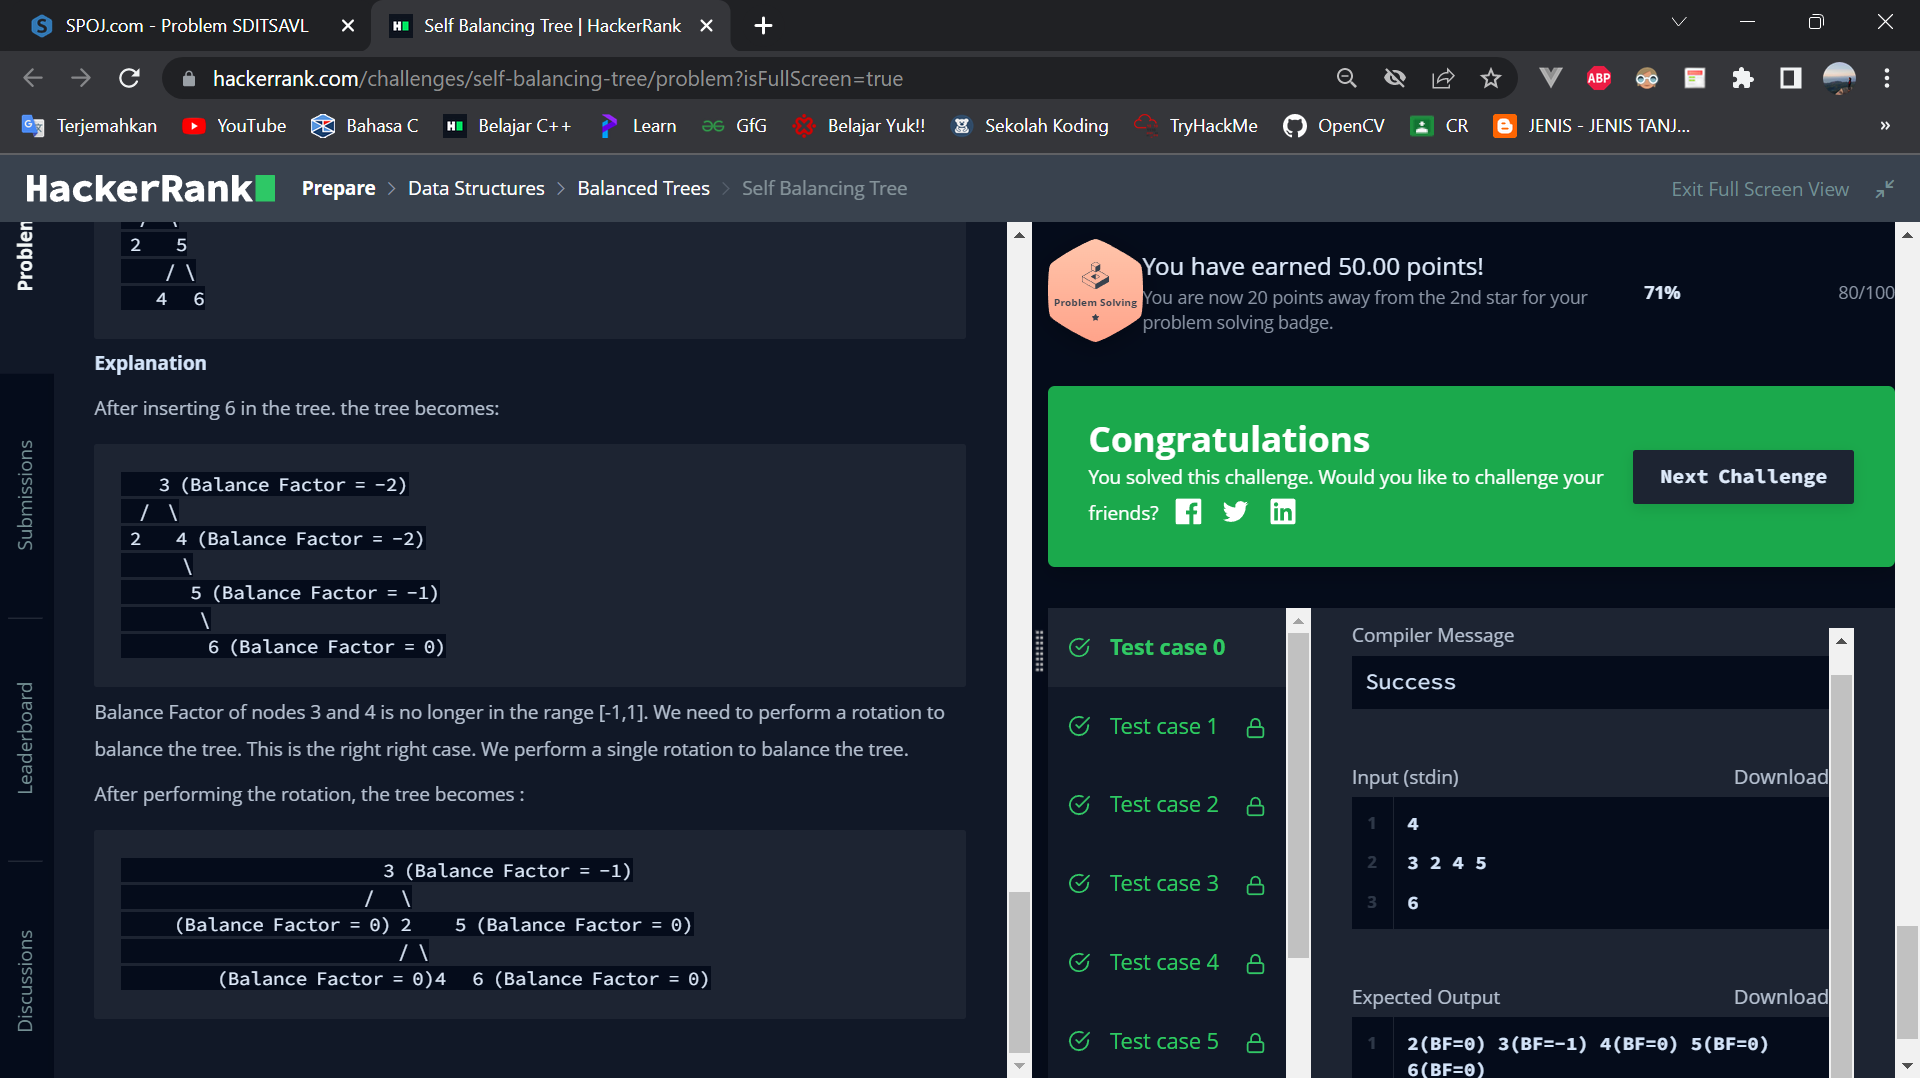 SPOJ.com - Problem SDITSAVL
Self Balancing Tree | HackerRank
hackerrank.com/challenges/self-balancing-tree/problem?isFullScreen=true
ABP
Terjemahkan
YouTube
Bahasa C
Belajar C++
Learn
GfG
Belajar Yuk!!
Sekolah Koding
TryHackMe
OpenCV
CR
JENIS - JENIS TANJ...
»
HackerRank
Prepare > Data Structures > Balanced Trees > Self Balancing Tree
Exit Full Screen View
Problem
Submissions
Leaderboard
Discussions
/ \
2 5
/ \
4 6
Explanation
After inserting 6 in the tree. the tree becomes:
3 (Balance Factor = -2)
/ \
2 4 (Balance Factor = -2)
\
5 (Balance Factor = -1)
\
6 (Balance Factor = 0)
Balance Factor of nodes 3 and 4 is no longer in the range [-1,1]. We need to perform a rotation to
balance the tree. This is the right right case. We perform a single rotation to balance the tree.
After performing the rotation, the tree becomes :
3 (Balance Factor = -1)
/ \
(Balance Factor = 0) 2 5 (Balance Factor = 0)
/ \
(Balance Factor = 0)4 6 (Balance Factor = 0)
Problem Solving
You have earned 50.00 points!
You are now 20 points away from the 2nd star for your
problem solving badge.
71%
80/100
Congratulations
You solved this challenge. Would you like to challenge your
friends?
Next Challenge
Test case 0
Test case 1
Test case 2
Test case 3
Test case 4
Test case 5
Compiler Message
Success
Input (stdin) Download
1 4
2 3 2 4 5
3 6
Expected Output Download
1 2(BF=0) 3(BF=-1) 4(BF=0) 5(BF=0)
6(BF=0)